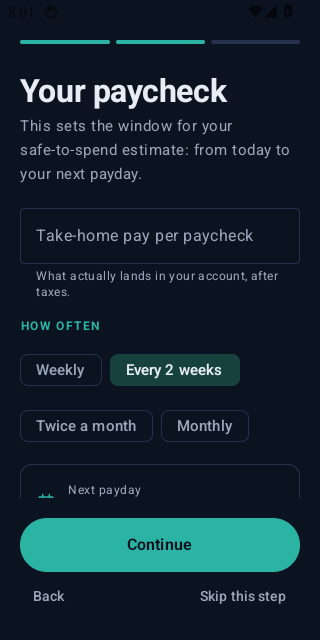 8:01
Your paycheck
This sets the window for your
safe-to-spend estimate: from today to
your next payday.
Take-home pay per paycheck
What actually lands in your account, after
taxes.
HOW OFTEN
Weekly
Every 2 weeks
Twice a month
Monthly
Next payday
Continue
Back
Skip this step